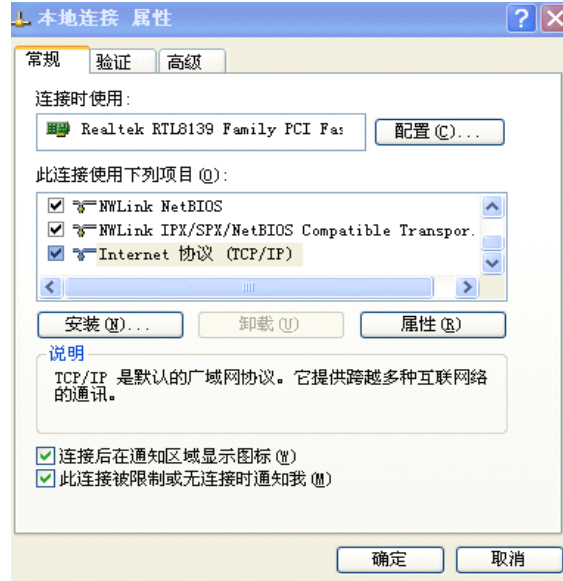 本地连接 属性
常规 验证 高级
连接时使用:
Realtek RTL8139 Family PCI Fas
配置(C)...
此连接使用下列项目(O):
NWLink NetBIOS
NWLink IPX/SPX/NetBIOS Compatible Transpor.
Internet 协议 (TCP/IP)
安装(N)... 卸载(U) 属性(R)
说明
TCP/IP 是默认的广域网协议。它提供跨越多种互联网络
的通讯。
连接后在通知区域显示图标(W)
此连接被限制或无连接时通知我(M)
确定 取消